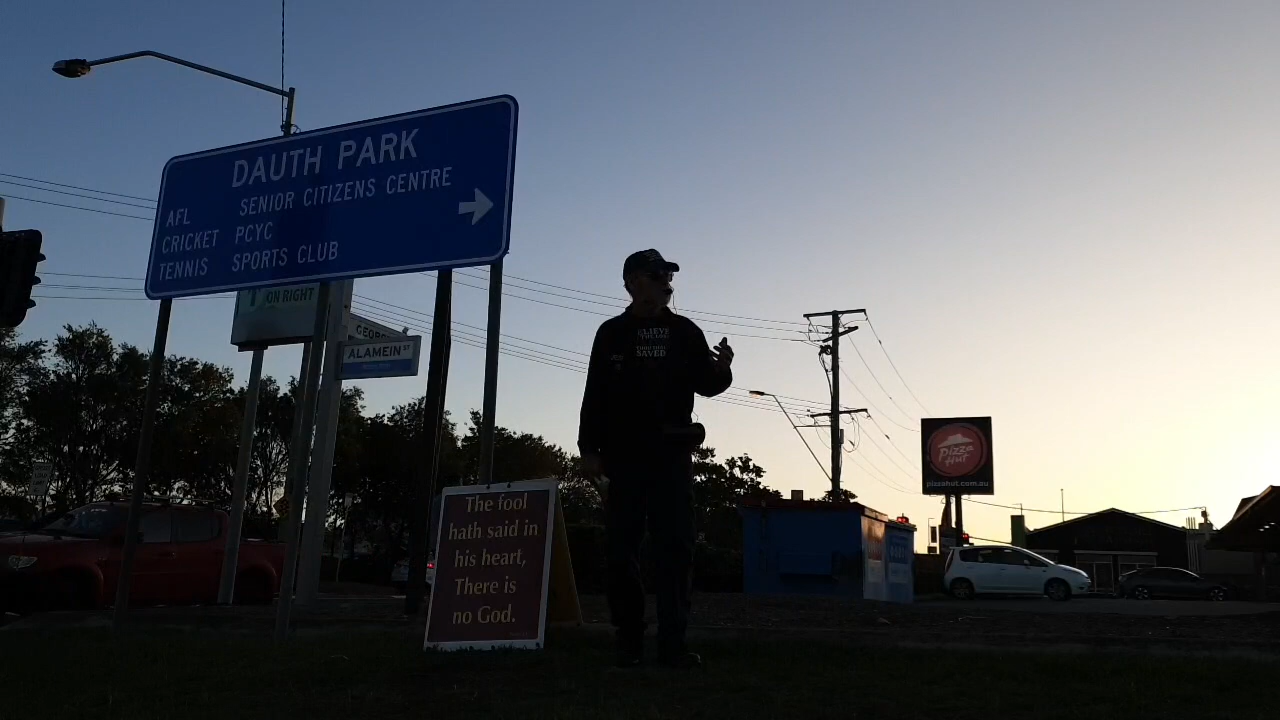 DAUTH PARK
SENIOR CITIZENS CENTRE
AFL
CRICKET PCYC
TENNIS SPORTS CLUB
ON RIGHT
ALAMEIN ST
SAVED
The fool
hath said in
his heart,
There is
no God.
Pizza
Hut
pizzahut.com.au